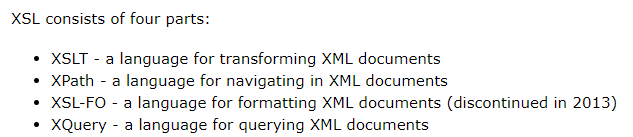 XSL consists of four parts:
• XSLT - a language for transforming XML documents
• XPath - a language for navigating in XML documents
• XSL-FO - a language for formatting XML documents (discontinued in 2013)
• XQuery - a language for querying XML documents